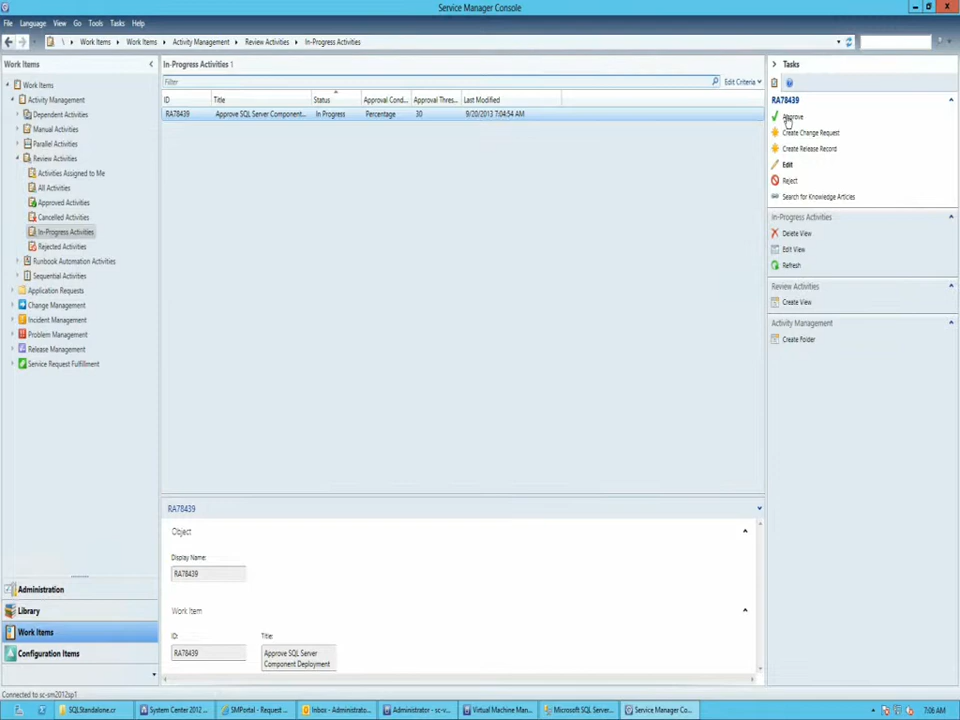 Service Manager Console
File Language View Go Tools Tasks Help
\ Work Items Work Items Activity Management Review Activities In-Progress Activities
Work Items
Work Items
Activity Management
Dependent Activities
Manual Activities
Parallel Activities
Review Activities
Activities Assigned to Me
All Activities
Approved Activities
Cancelled Activities
In-Progress Activities
Rejected Activities
Runbook Automation Activities
Sequential Activities
Application Requests
Change Management
Incident Management
Problem Management
Release Management
Service Request Fulfillment
Administration
Library
Work Items
Configuration Items
In-Progress Activities 1
Filter Edit Criteria
ID Title Status Approval Cond... Approval Thres... Last Modified
RA78439 Approve SQL Server Component... In Progress Percentage 30 9/20/2013 7:04:54 AM
RA78439
Object
Display Name:
RA78439
Work Item
ID: Title:
RA78439 Approve SQL Server
Component Deployment
Tasks
RA78439
Approve
Create Change Request
Create Release Record
Edit
Reject
Search for Knowledge Articles
In-Progress Activities
Delete View
Edit View
Refresh
Review Activities
Create View
Activity Management
Create Folder
Connected to sc-sm2012sp1
SQLStandalone.cr System Center 2012 ... SMPortal - Request ... Inbox - Administrato... Administrator - sc-v... Virtual Machine Man... Microsoft SQL Server... Service Manager Co... 7:06 AM